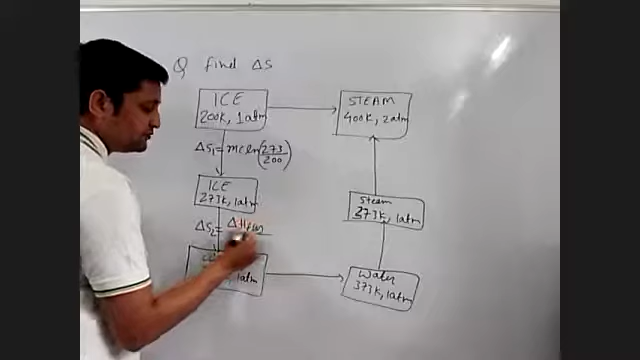 Q find ΔS
ICE
200K, 1atm
STEAM
400K, 2atm
ΔS₁ = mcln(273/200)
ICE
273K, 1atm
Steam
373K, 1atm
ΔS₂ = ΔHfus
1atm
Water
373K, 1atm